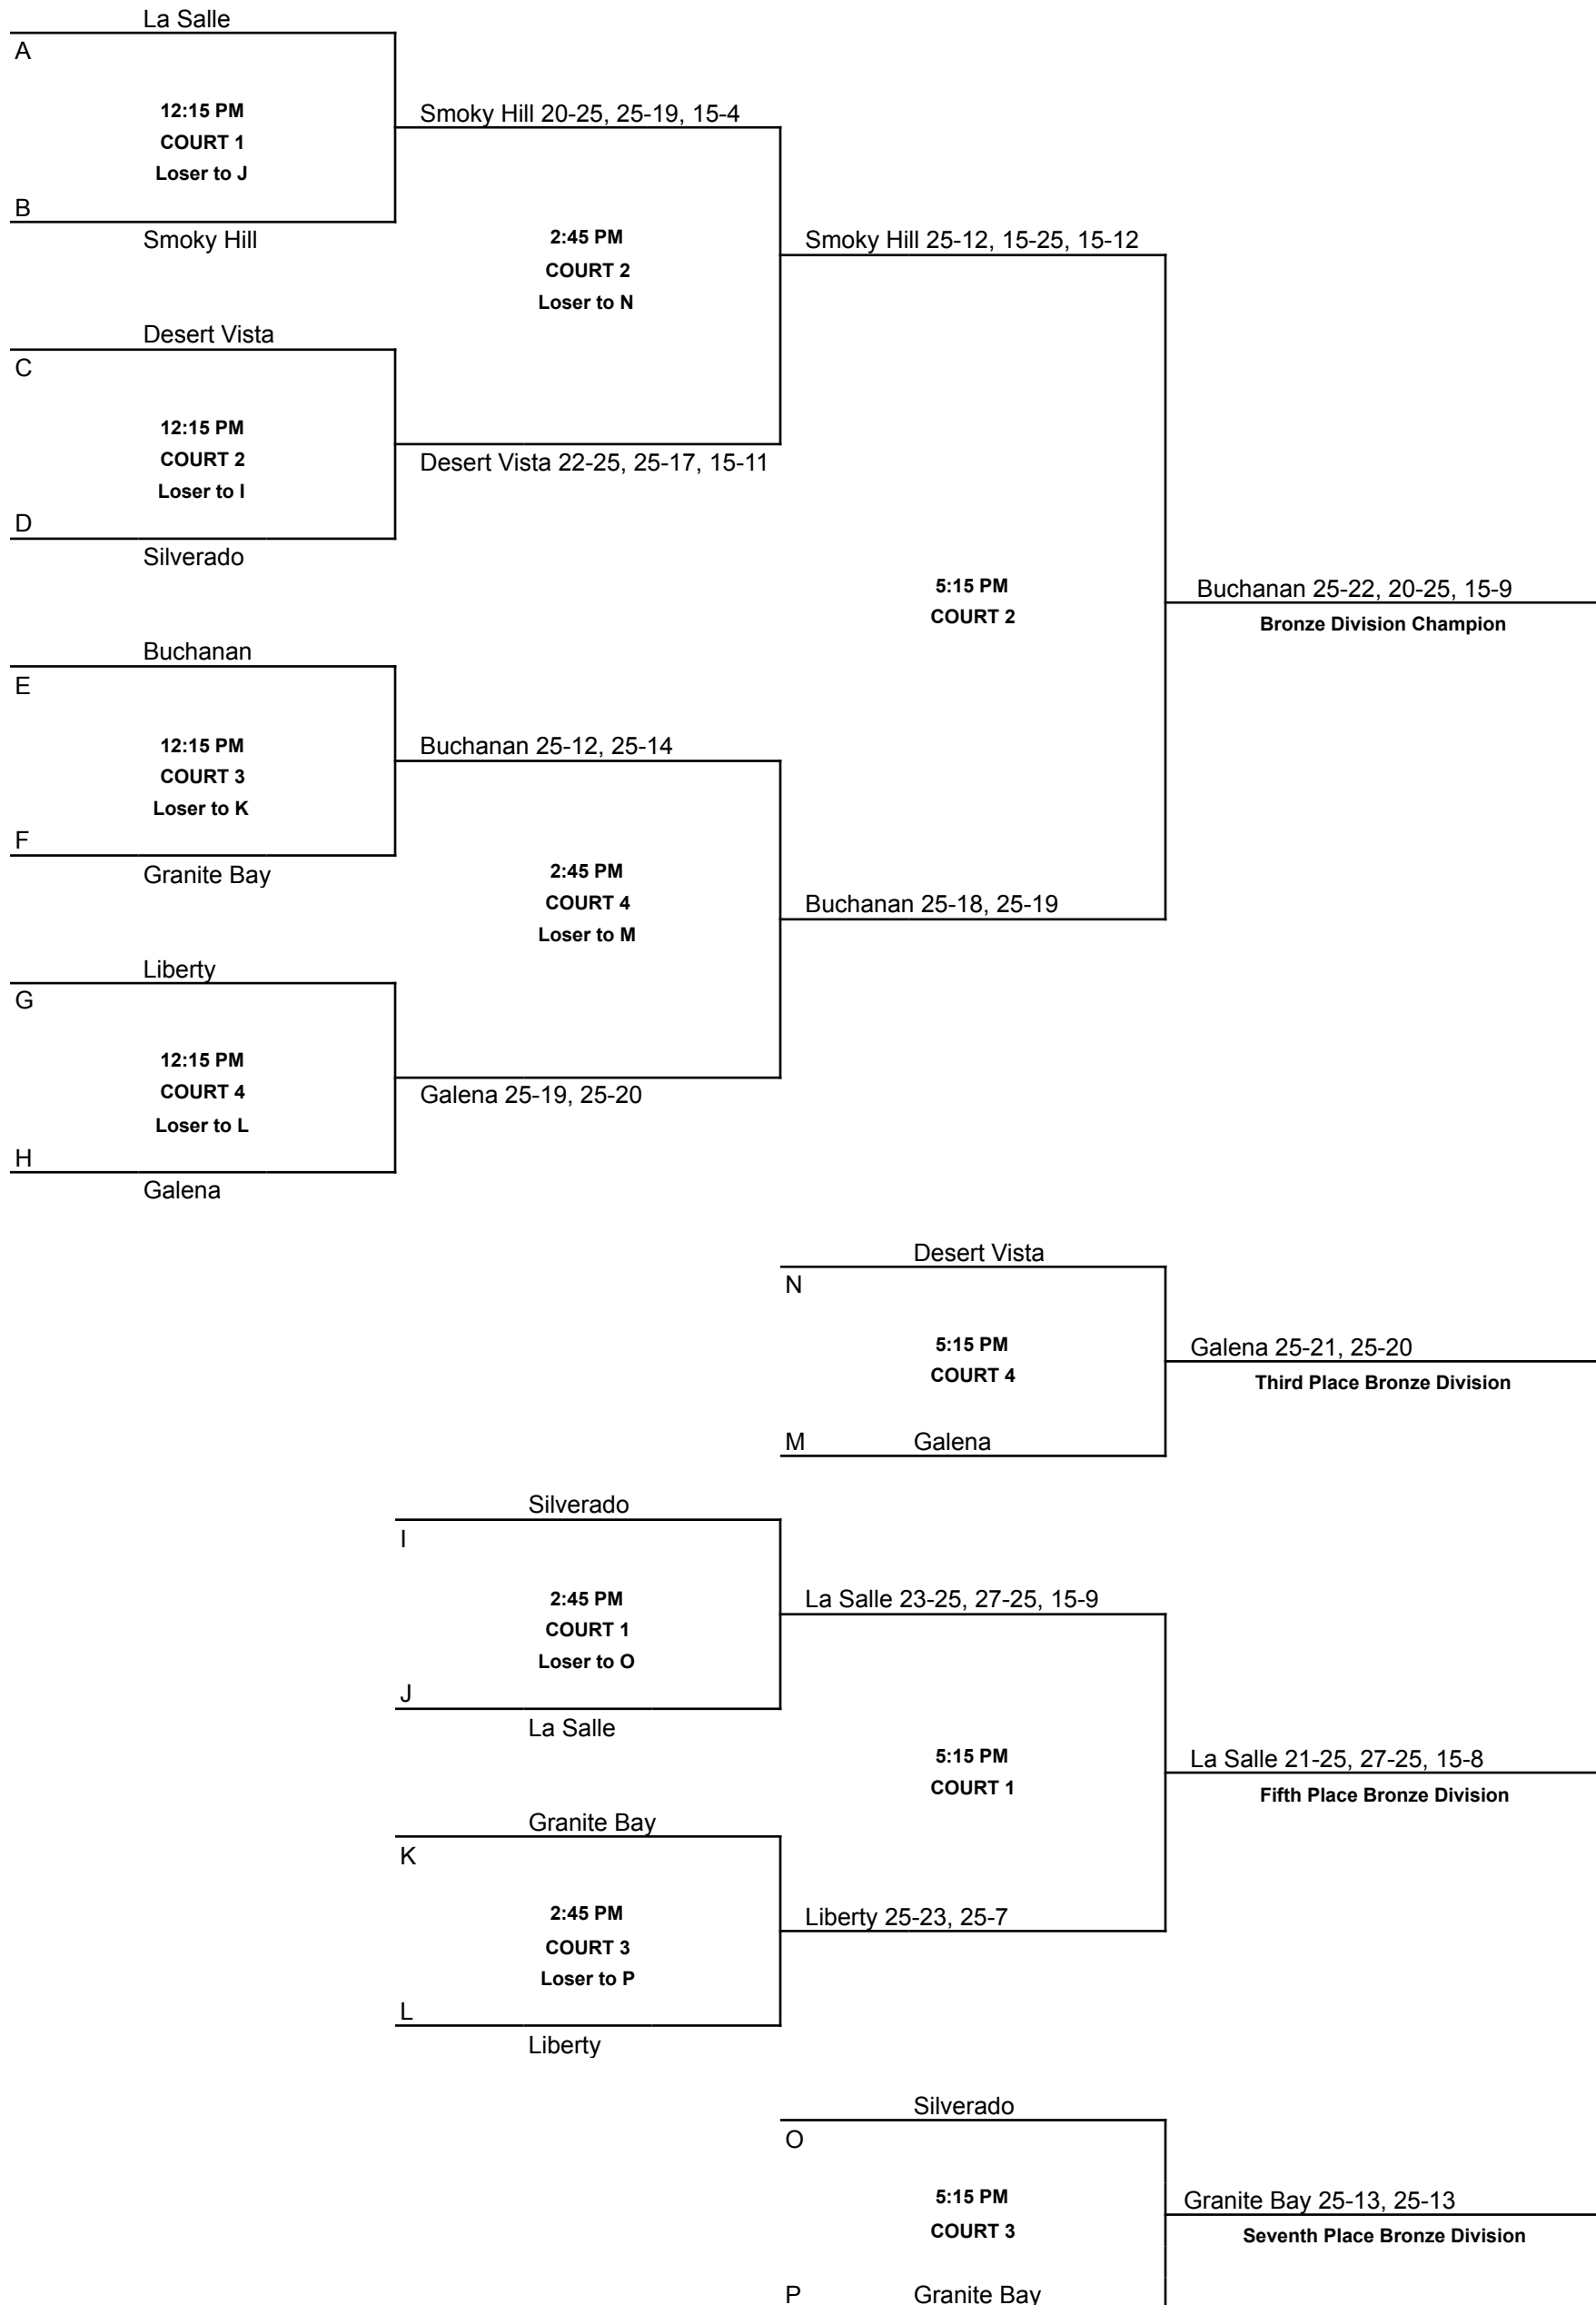 La Salle
A
12:15 PM
COURT 1
Loser to J
Smoky Hill 20-25, 25-19, 15-4
B
Smoky Hill
2:45 PM
COURT 2
Loser to N
Smoky Hill 25-12, 15-25, 15-12
Desert Vista
C
12:15 PM
COURT 2
Loser to I
Desert Vista 22-25, 25-17, 15-11
D
Silverado
5:15 PM
COURT 2
Buchanan 25-22, 20-25, 15-9
Bronze Division Champion
Buchanan
E
12:15 PM
COURT 3
Loser to K
Buchanan 25-12, 25-14
F
Granite Bay
2:45 PM
COURT 4
Loser to M
Buchanan 25-18, 25-19
Liberty
G
12:15 PM
COURT 4
Loser to L
Galena 25-19, 25-20
H
Galena
Desert Vista
N
5:15 PM
COURT 4
Galena 25-21, 25-20
Third Place Bronze Division
M Galena
Silverado
I
2:45 PM
COURT 1
Loser to O
La Salle 23-25, 27-25, 15-9
J
La Salle
5:15 PM
COURT 1
La Salle 21-25, 27-25, 15-8
Fifth Place Bronze Division
Granite Bay
K
2:45 PM
COURT 3
Loser to P
Liberty 25-23, 25-7
L
Liberty
Silverado
O
5:15 PM
COURT 3
Granite Bay 25-13, 25-13
Seventh Place Bronze Division
P Granite Bay